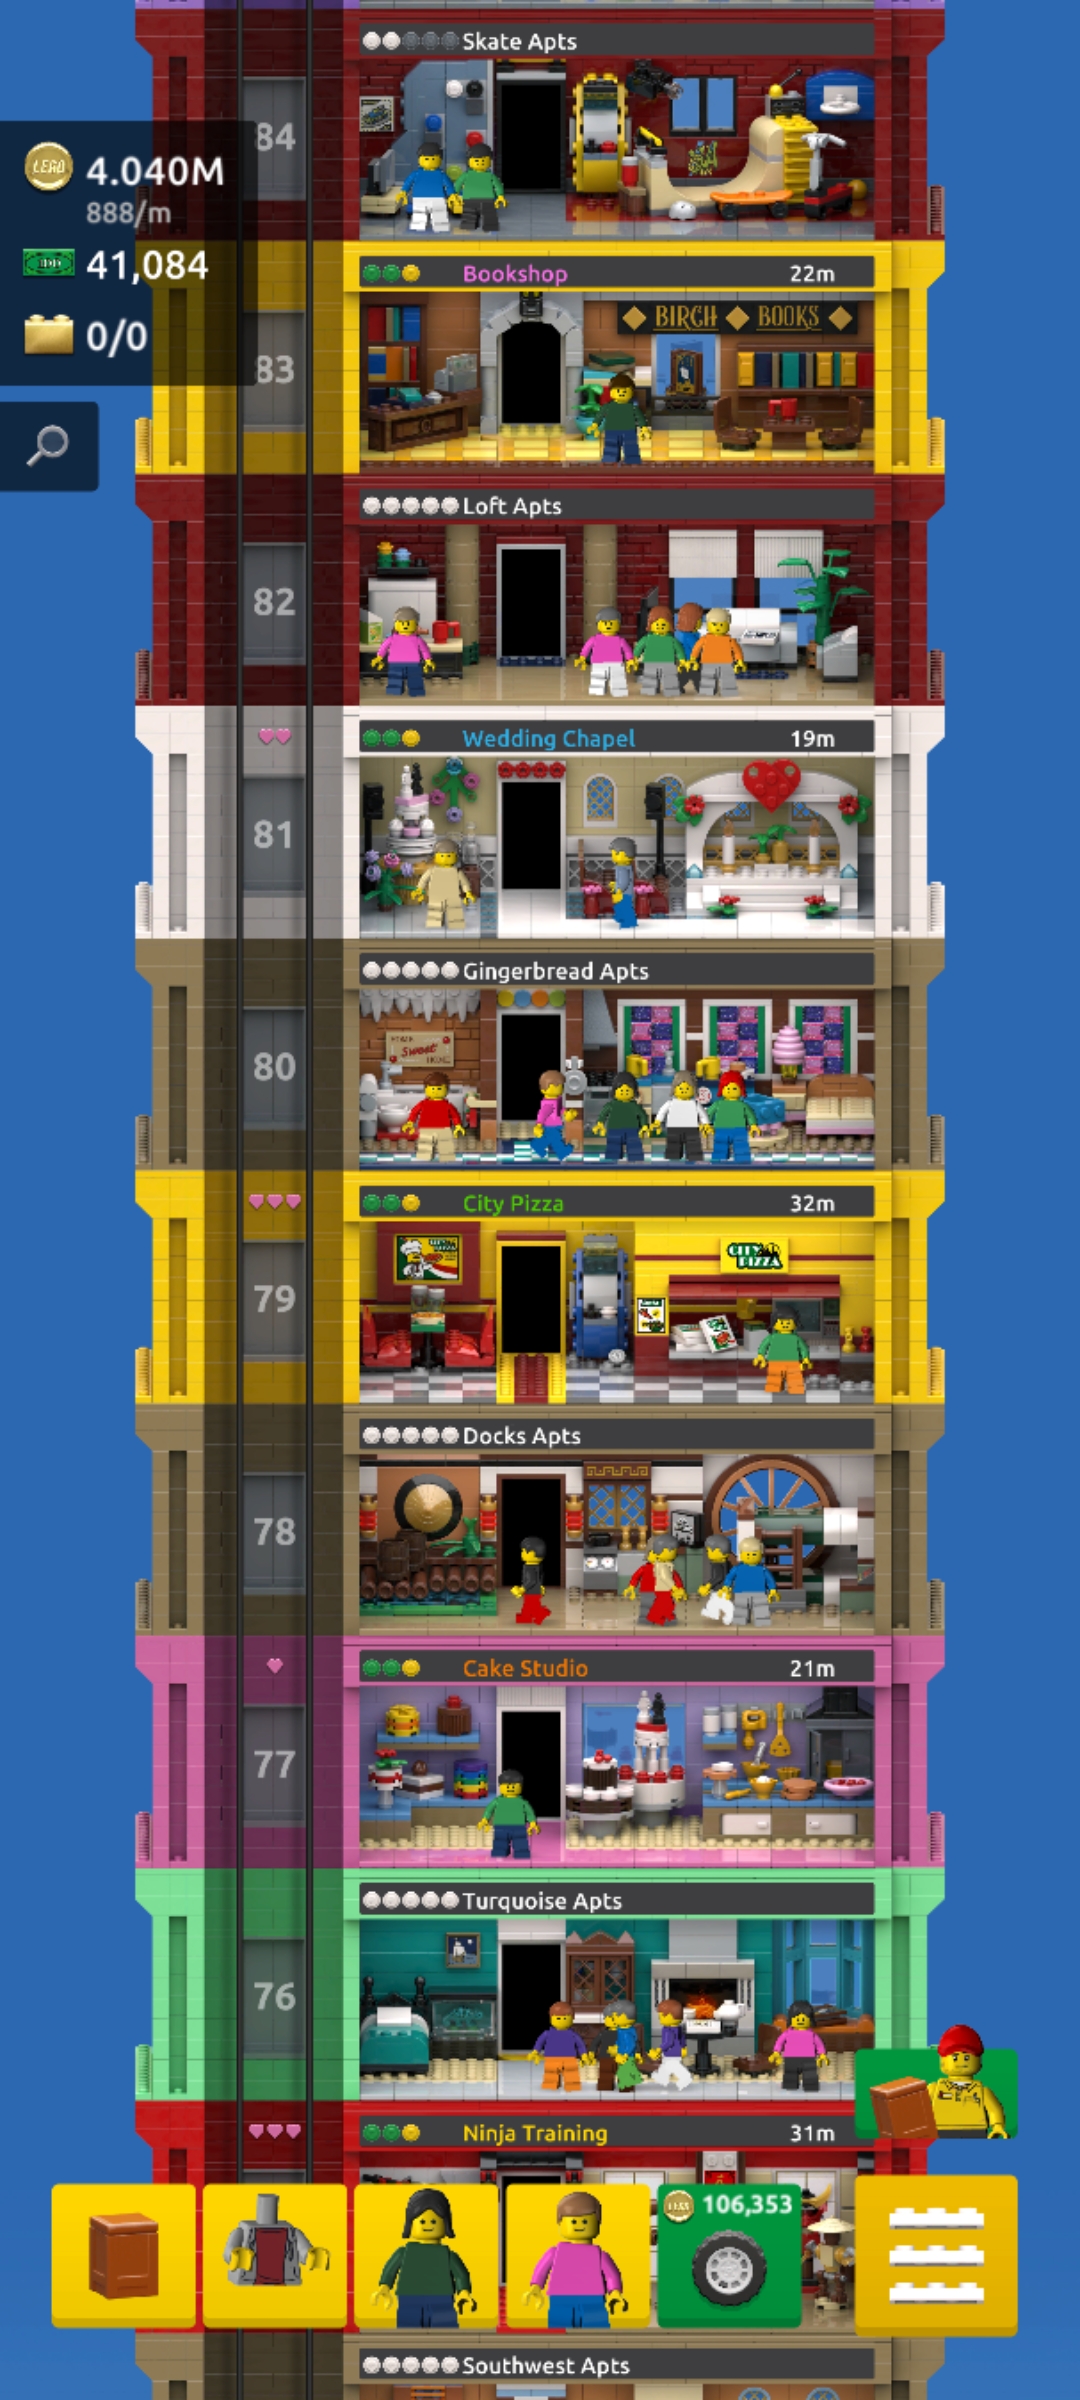 Skate Apts
84
4.040M
888/m
41,084
0/0
Bookshop 22m
BIRCH BOOKS
83
Loft Apts
82
Wedding Chapel 19m
81
Gingerbread Apts
Sweet
80
City Pizza 32m
CITY PIZZA
79
Docks Apts
78
Cake Studio 21m
77
Turquoise Apts
76
Ninja Training 31m
106,353
Southwest Apts